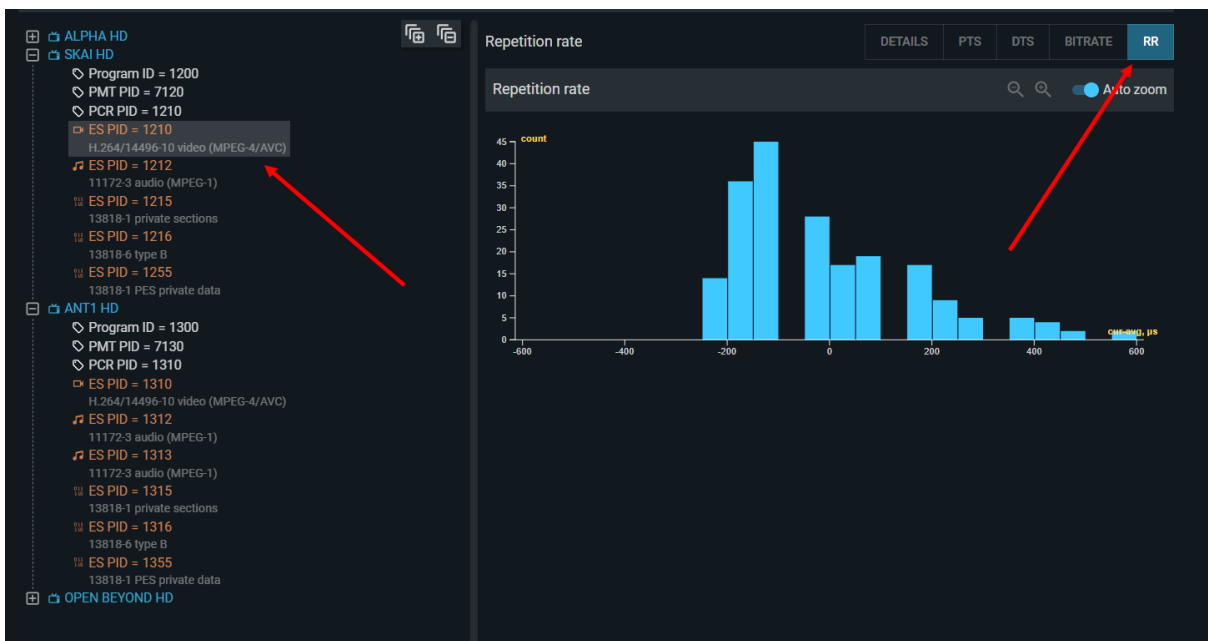 ALPHA HD
SKAI HD
Program ID = 1200
PMT PID = 7120
PCR PID = 1210
ES PID = 1210
H.264/14496-10 video (MPEG-4/AVC)
ES PID = 1212
11172-3 audio (MPEG-1)
ES PID = 1215
13818-1 private sections
ES PID = 1216
13818-6 type B
ES PID = 1255
13818-1 PES private data
ANT1 HD
Program ID = 1300
PMT PID = 7130
PCR PID = 1310
ES PID = 1310
H.264/14496-10 video (MPEG-4/AVC)
ES PID = 1312
11172-3 audio (MPEG-1)
ES PID = 1313
11172-3 audio (MPEG-1)
ES PID = 1315
13818-1 private sections
ES PID = 1316
13818-6 type B
ES PID = 1355
13818-1 PES private data
OPEN BEYOND HD
Repetition rate DETAILS PTS DTS BITRATE RR
Repetition rate Auto zoom
count
45
40
35
30
25
20
15
10
5
0
cur-avg, µs
-600 -400 -200 0 200 400 600